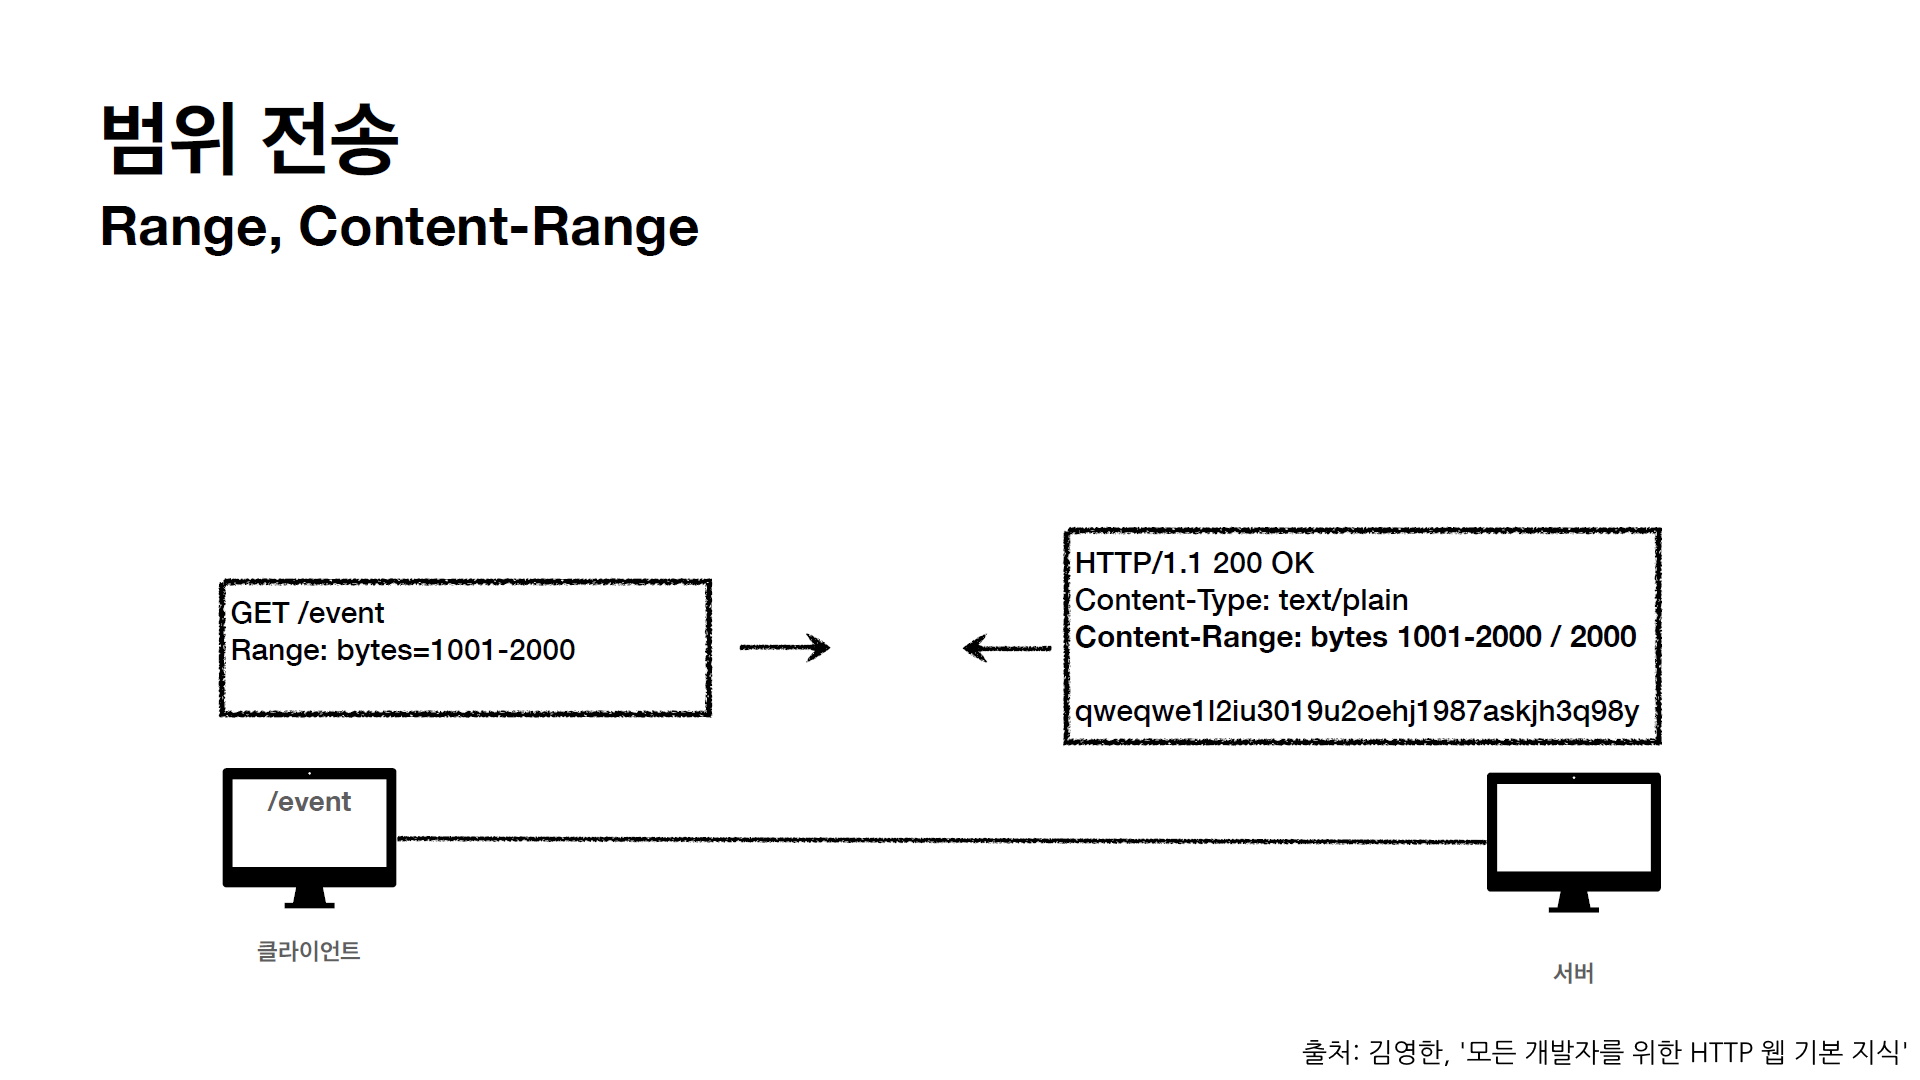 범위 전송
Range, Content-Range
GET /event
Range: bytes=1001-2000
HTTP/1.1 200 OK
Content-Type: text/plain
Content-Range: bytes 1001-2000 / 2000
qweqwe1l2iu3019u2oehj1987askjh3q98y
/event
클라이언트
서버
출처: 김영한, '모든 개발자를 위한 HTTP 웹 기본 지식'